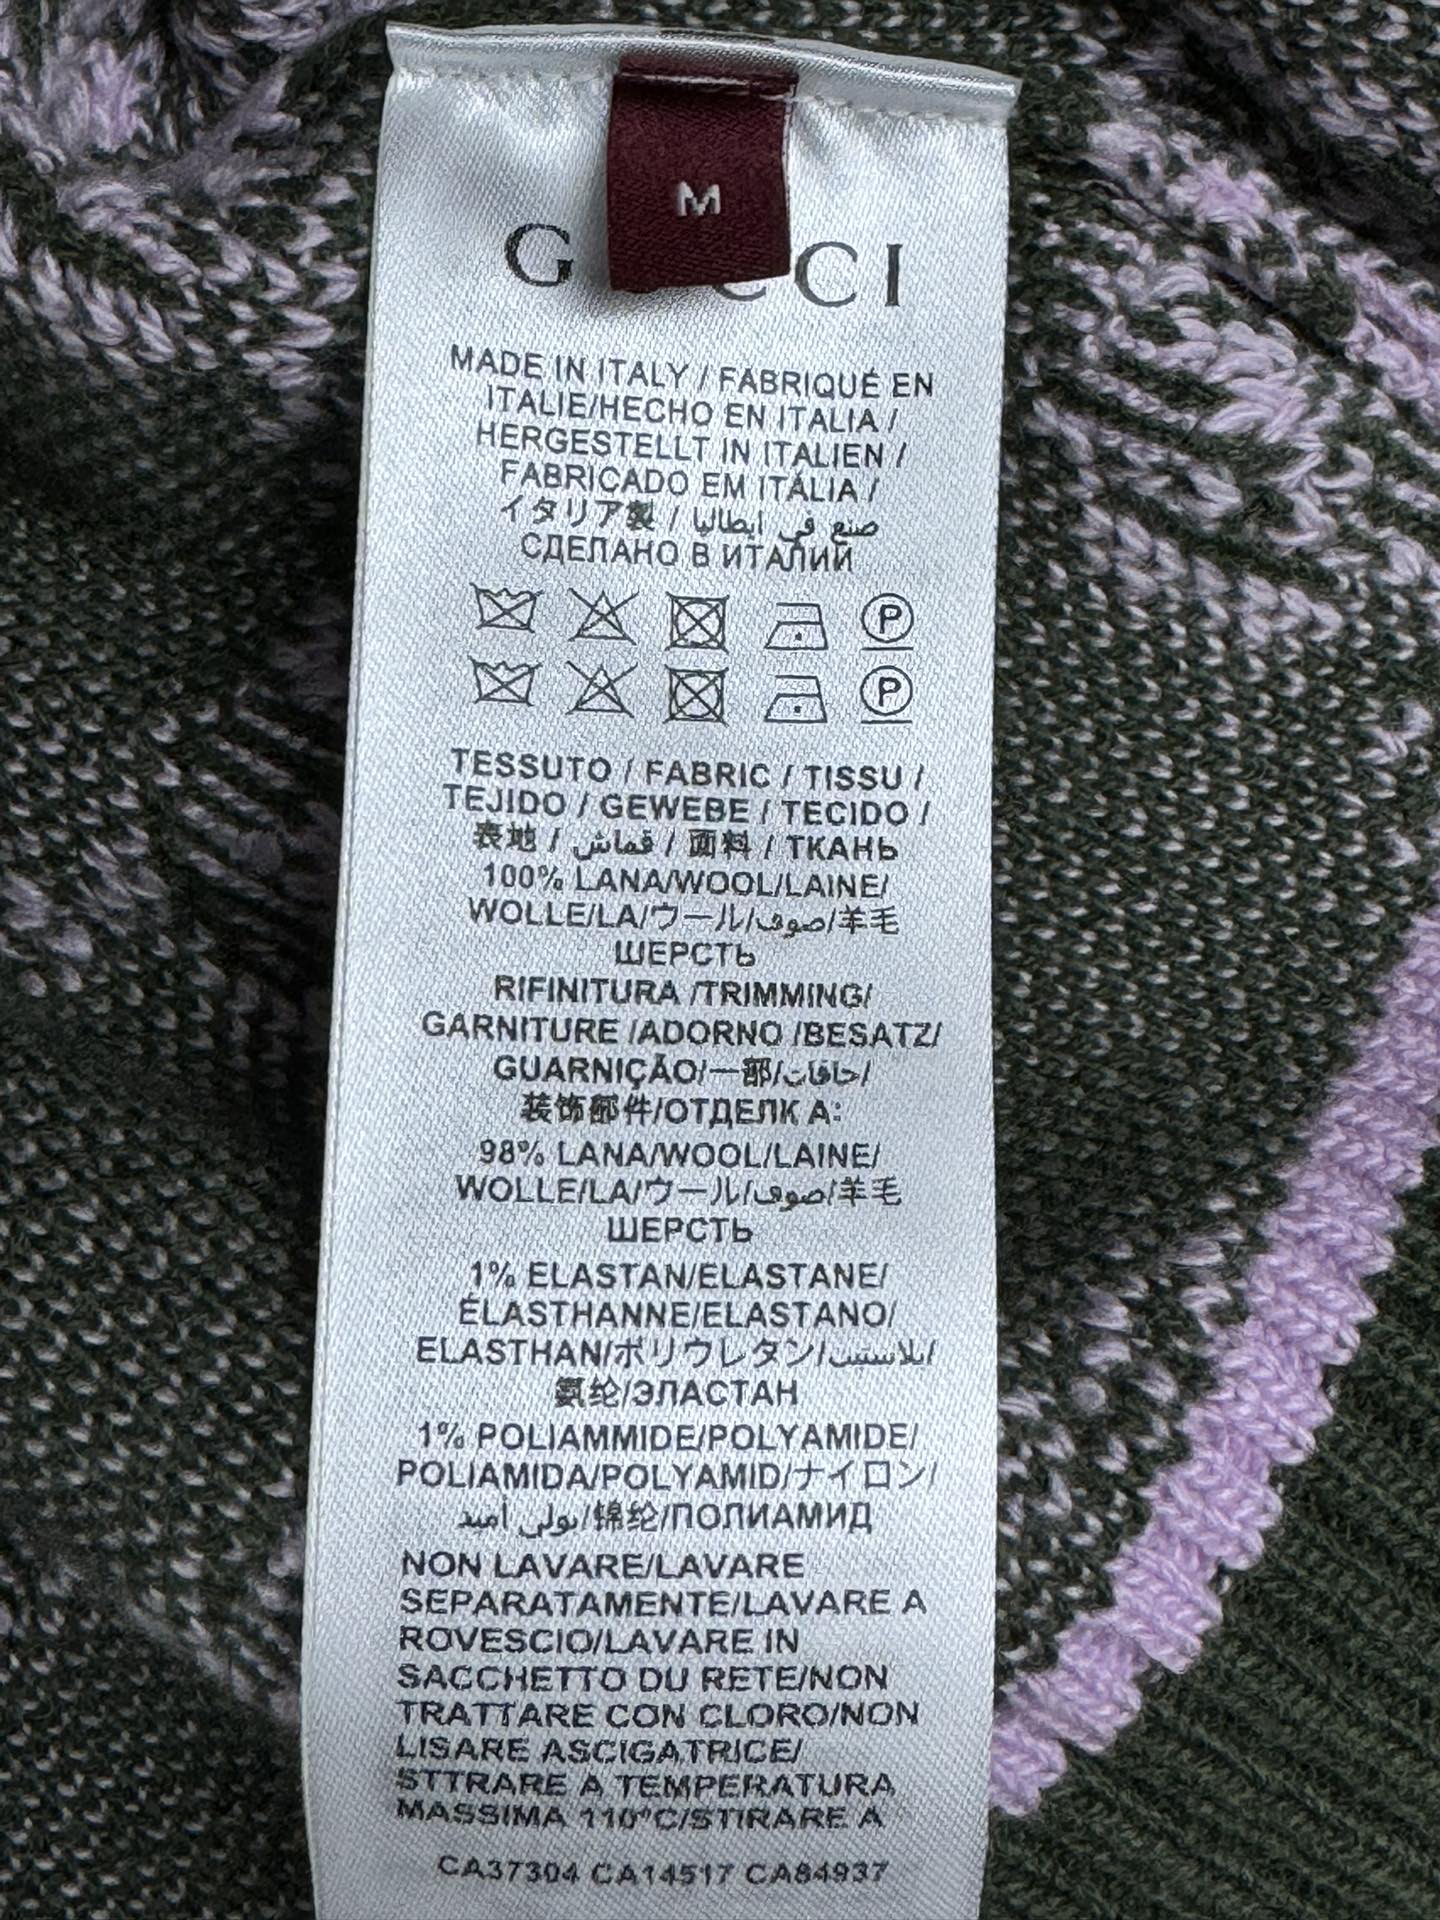 M
GUCCI
MADE IN ITALY / FABRIQUÉ EN
ITALIE/HECHO EN ITALIA /
HERGESTELLT IN ITALIEN /
FABRICADO EM ITÁLIA /
イタリア製 / صنع في ايطاليا
СДЕЛАНО В ИТАЛИИ
P
P
TESSUTO / FABRIC / TISSU /
TEJIDO / GEWEBE / TECIDO /
表地 / قماش / 面料 / ТКАНЬ
100% LANA/WOOL/LAINE/
WOLLE/LA/ウール/صوف/羊毛
ШЕРСТЬ
RIFINITURA /TRIMMING/
GARNITURE /ADORNO /BESATZ/
GUARNIÇÃO/一部/حافات/
装饰部件/ОТДЕЛК А:
98% LANA/WOOL/LAINE/
WOLLE/LA/ウール/صوف/羊毛
ШЕРСТЬ
1% ELASTAN/ELASTANE/
ÉLASTHANNE/ELASTANO/
ELASTHAN/ポリウレタン/ايلاستين/
氨纶/ЭЛАСТАН
1% POLIAMMIDE/POLYAMIDE/
POLIAMIDA/POLYAMID/ナイロン/
بولي أميد/锦纶/ПОЛИАМИД
NON LAVARE/LAVARE
SEPARATAMENTE/LAVARE A
ROVESCIO/LAVARE IN
SACCHETTO DU RETE/NON
TRATTARE CON CLORO/NON
LISARE ASCIGATRICE/
STTRARE A TEMPERATURA
MASSIMA 110°C/STIRARE A
CA37304 CA14517 CA84937